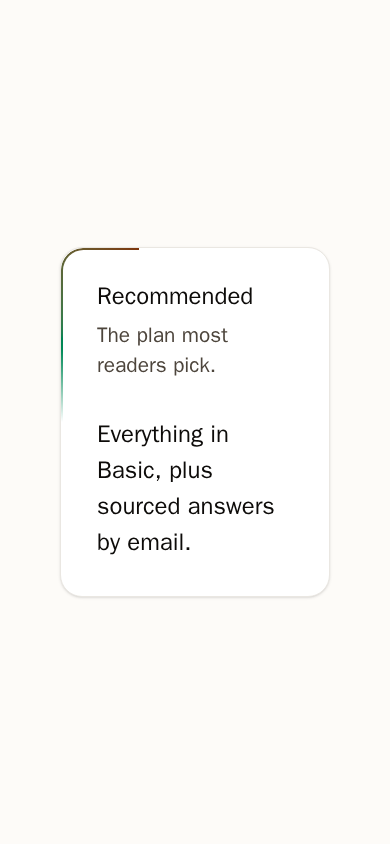 Recommended
The plan most
readers pick.
Everything in
Basic, plus
sourced answers
by email.